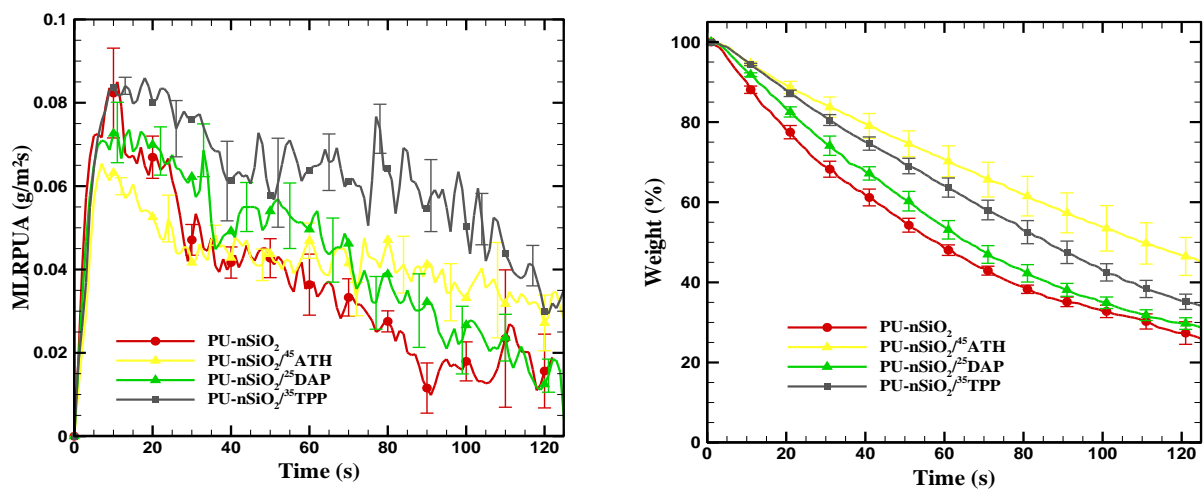 MLRPUA (g/m²s)
0.1
0.08
0.06
0.04
0.02
0
PU-nSiO₂
PU-nSiO₂/⁴⁵ATH
PU-nSiO₂/²⁵DAP
PU-nSiO₂/³⁵TPP
0 20 40 60 80 100 120
Time (s)
Weight (%)
100
80
60
40
20
0
PU-nSiO₂
PU-nSiO₂/⁴⁵ATH
PU-nSiO₂/²⁵DAP
PU-nSiO₂/³⁵TPP
0 20 40 60 80 100 120
Time (s)